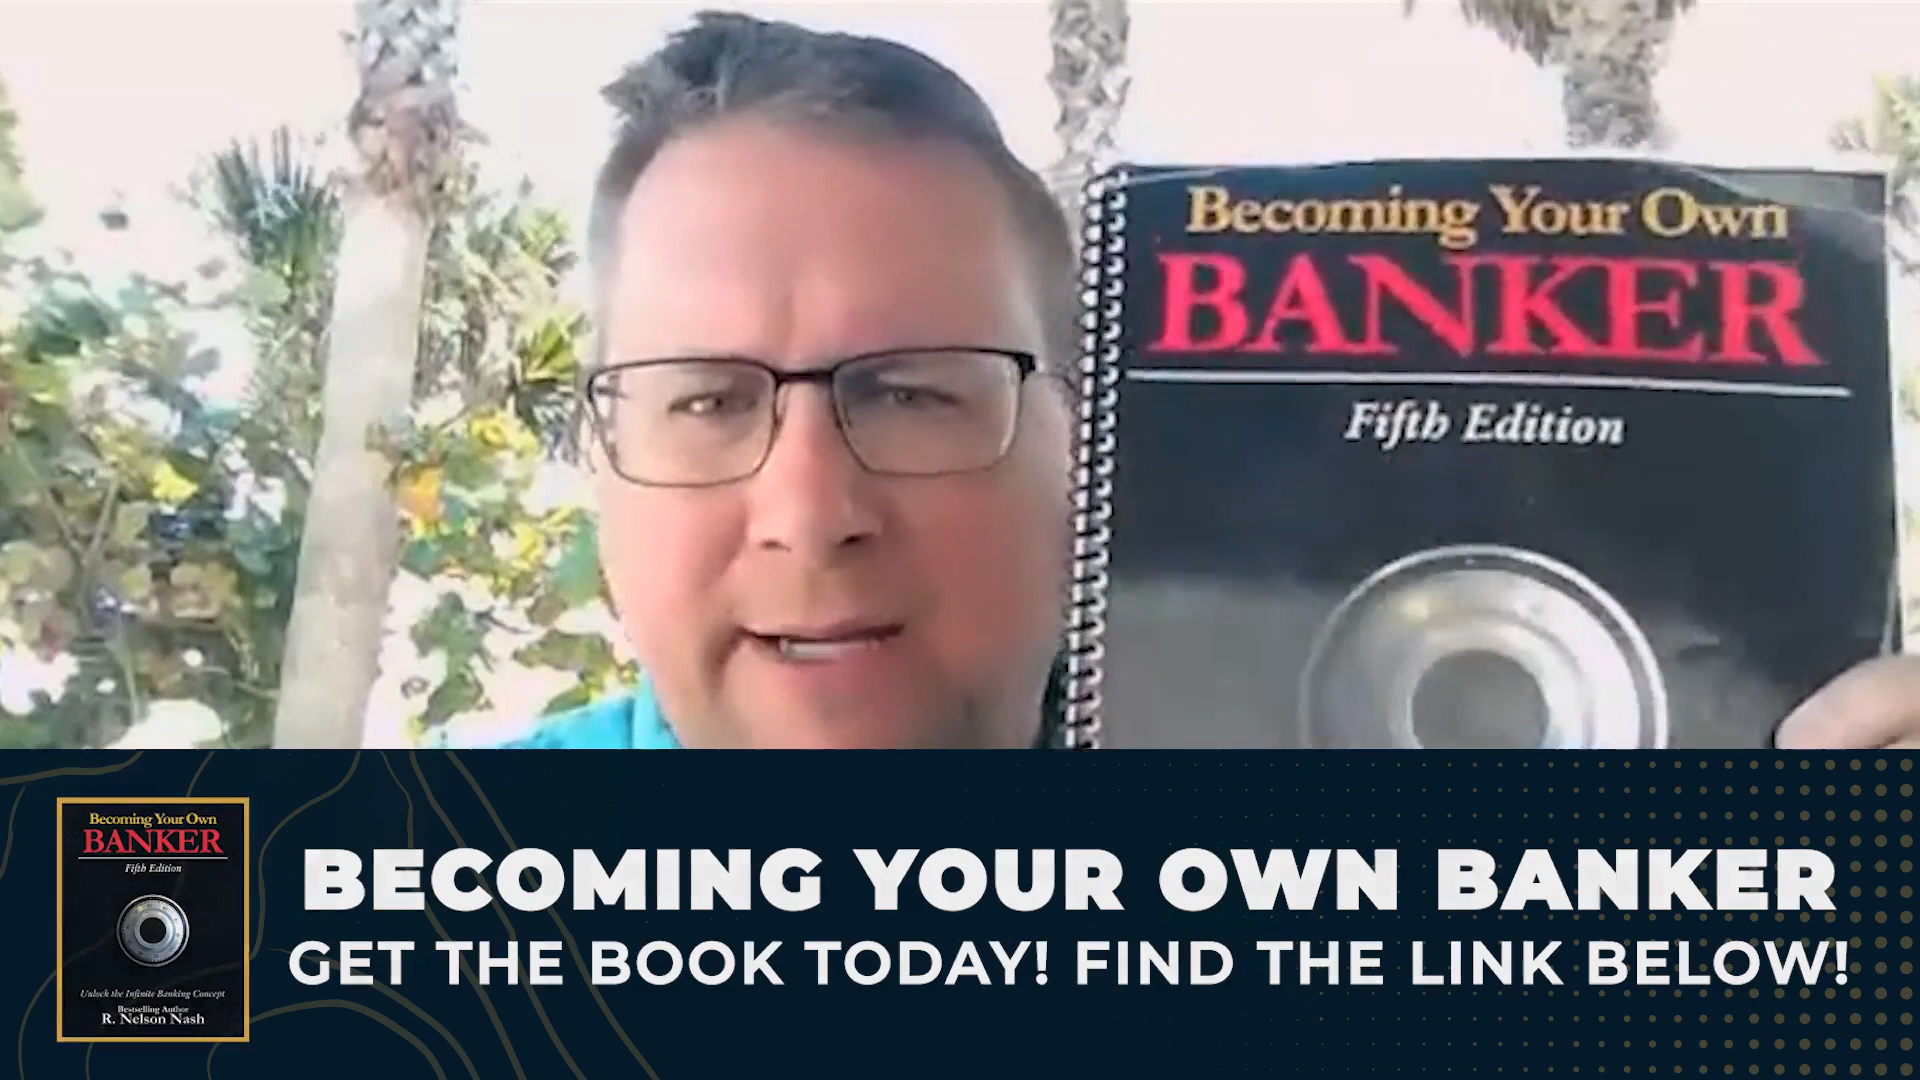 Becoming Your Own
BANKER
Fifth Edition
Becoming Your Own
BANKER
Fifth Edition
Unlock the Infinite Banking Concept
Bestselling Author
R. Nelson Nash
BECOMING YOUR OWN BANKER
GET THE BOOK TODAY! FIND THE LINK BELOW!